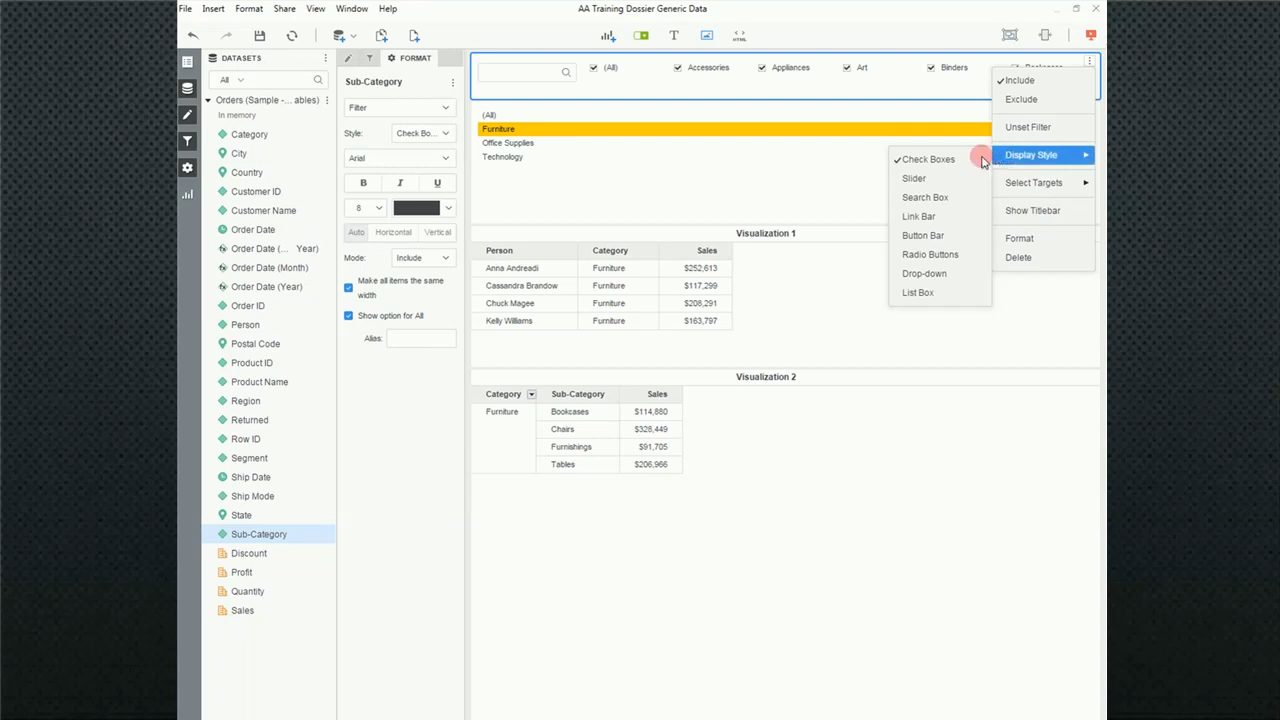 File Insert Format Share View Window Help
AA Training Dossier Generic Data
HTML
DATASETS
All
Orders (Sample -... ables)
In memory
Category
City
Country
Customer ID
Customer Name
Order Date
Order Date (... Year)
Order Date (Month)
Order Date (Year)
Order ID
Person
Postal Code
Product ID
Product Name
Region
Returned
Row ID
Segment
Ship Date
Ship Mode
State
Sub-Category
Discount
Profit
Quantity
Sales
FORMAT
Sub-Category
Filter
Style: Check Bo...
Arial
B I U
8
Auto Horizontal Vertical
Mode: Include
Make all items the same
width
Show option for All
Alias:
(All) Accessories Appliances Art Binders
(All)
Furniture
Office Supplies
Technology
Visualization 1
Person Category Sales
Anna Andreadi Furniture $252,613
Cassandra Brandow Furniture $117,299
Chuck Magee Furniture $208,291
Kelly Williams Furniture $163,797
Visualization 2
Category Sub-Category Sales
Furniture Bookcases $114,880
Chairs $328,449
Furnishings $91,705
Tables $206,966
Include
Exclude
Unset Filter
Display Style
Select Targets
Show Titlebar
Format
Delete
Check Boxes
Slider
Search Box
Link Bar
Button Bar
Radio Buttons
Drop-down
List Box